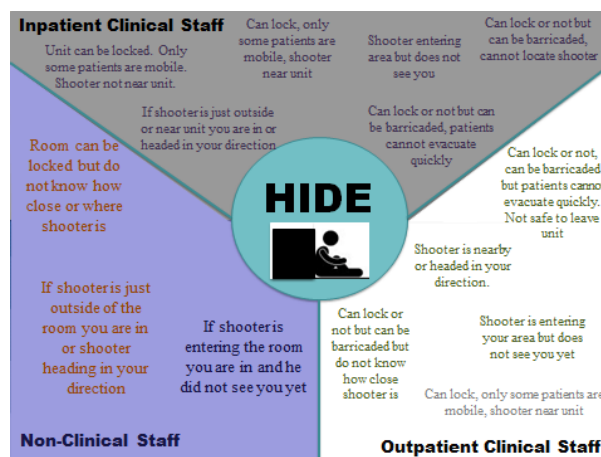 Inpatient Clinical Staff
Unit can be locked. Only
some patients are mobile.
Shooter not near unit.
Can lock, only
some patients are
mobile, shooter
near unit
Shooter entering
area but does not
see you
Can lock or not but
can be barricaded,
cannot locate shooter
If shooter is just outside
or near unit you are in or
headed in your direction
Can lock or not but can
be barricaded, patients
cannot evacuate
quickly
HIDE
Room can be
locked but do
not know how
close or where
shooter is
If shooter is just
outside of the
room you are in
or shooter
heading in your
direction
If shooter is
entering the room
you are in and he
did not see you yet
Non-Clinical Staff
Can lock or not,
can be barricaded
but patients canno
evacuate quickly.
Not safe to leave
unit
Shooter is nearby
or headed in your
direction.
Can lock or
not but can be
barricaded but
do not know
how close
shooter is
Shooter is entering
your area but does
not see you yet
Can lock, only some patients are
mobile, shooter near unit
Outpatient Clinical Staff